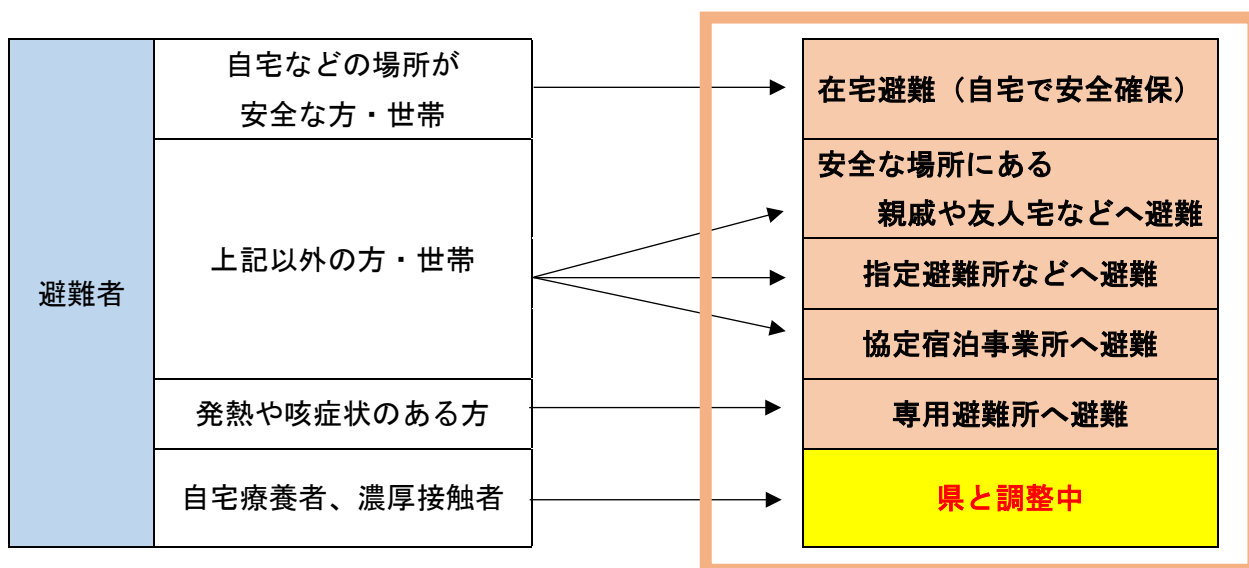 避難者
自宅などの場所が
安全な方・世帯
在宅避難（自宅で安全確保）
上記以外の方・世帯
安全な場所にある
親戚や友人宅などへ避難
指定避難所などへ避難
協定宿泊事業所へ避難
発熱や咳症状のある方
専用避難所へ避難
自宅療養者、濃厚接触者
県と調整中